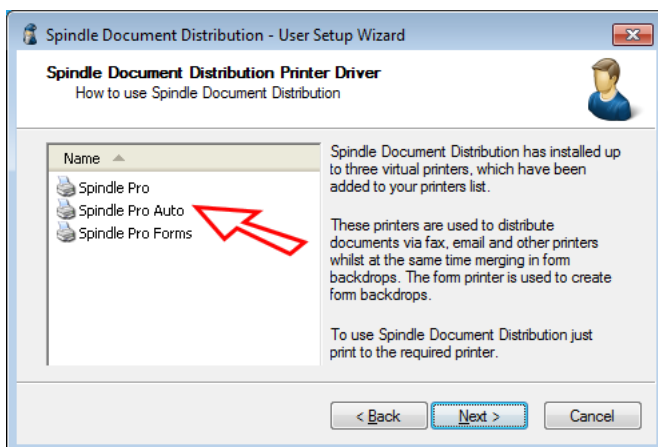 Spindle Document Distribution - User Setup Wizard
Spindle Document Distribution Printer Driver
How to use Spindle Document Distribution
Name
Spindle Pro
Spindle Pro Auto
Spindle Pro Forms
Spindle Document Distribution has installed up
to three virtual printers, which have been
added to your printers list.
These printers are used to distribute
documents via fax, email and other printers
whilst at the same time merging in form
backdrops. The form printer is used to create
form backdrops.
To use Spindle Document Distribution just
print to the required printer.
< Back
Next >
Cancel